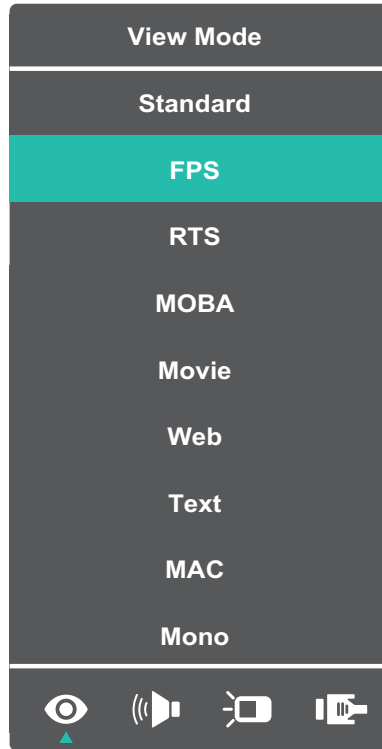 View Mode
Standard
FPS
RTS
MOBA
Movie
Web
Text
MAC
Mono